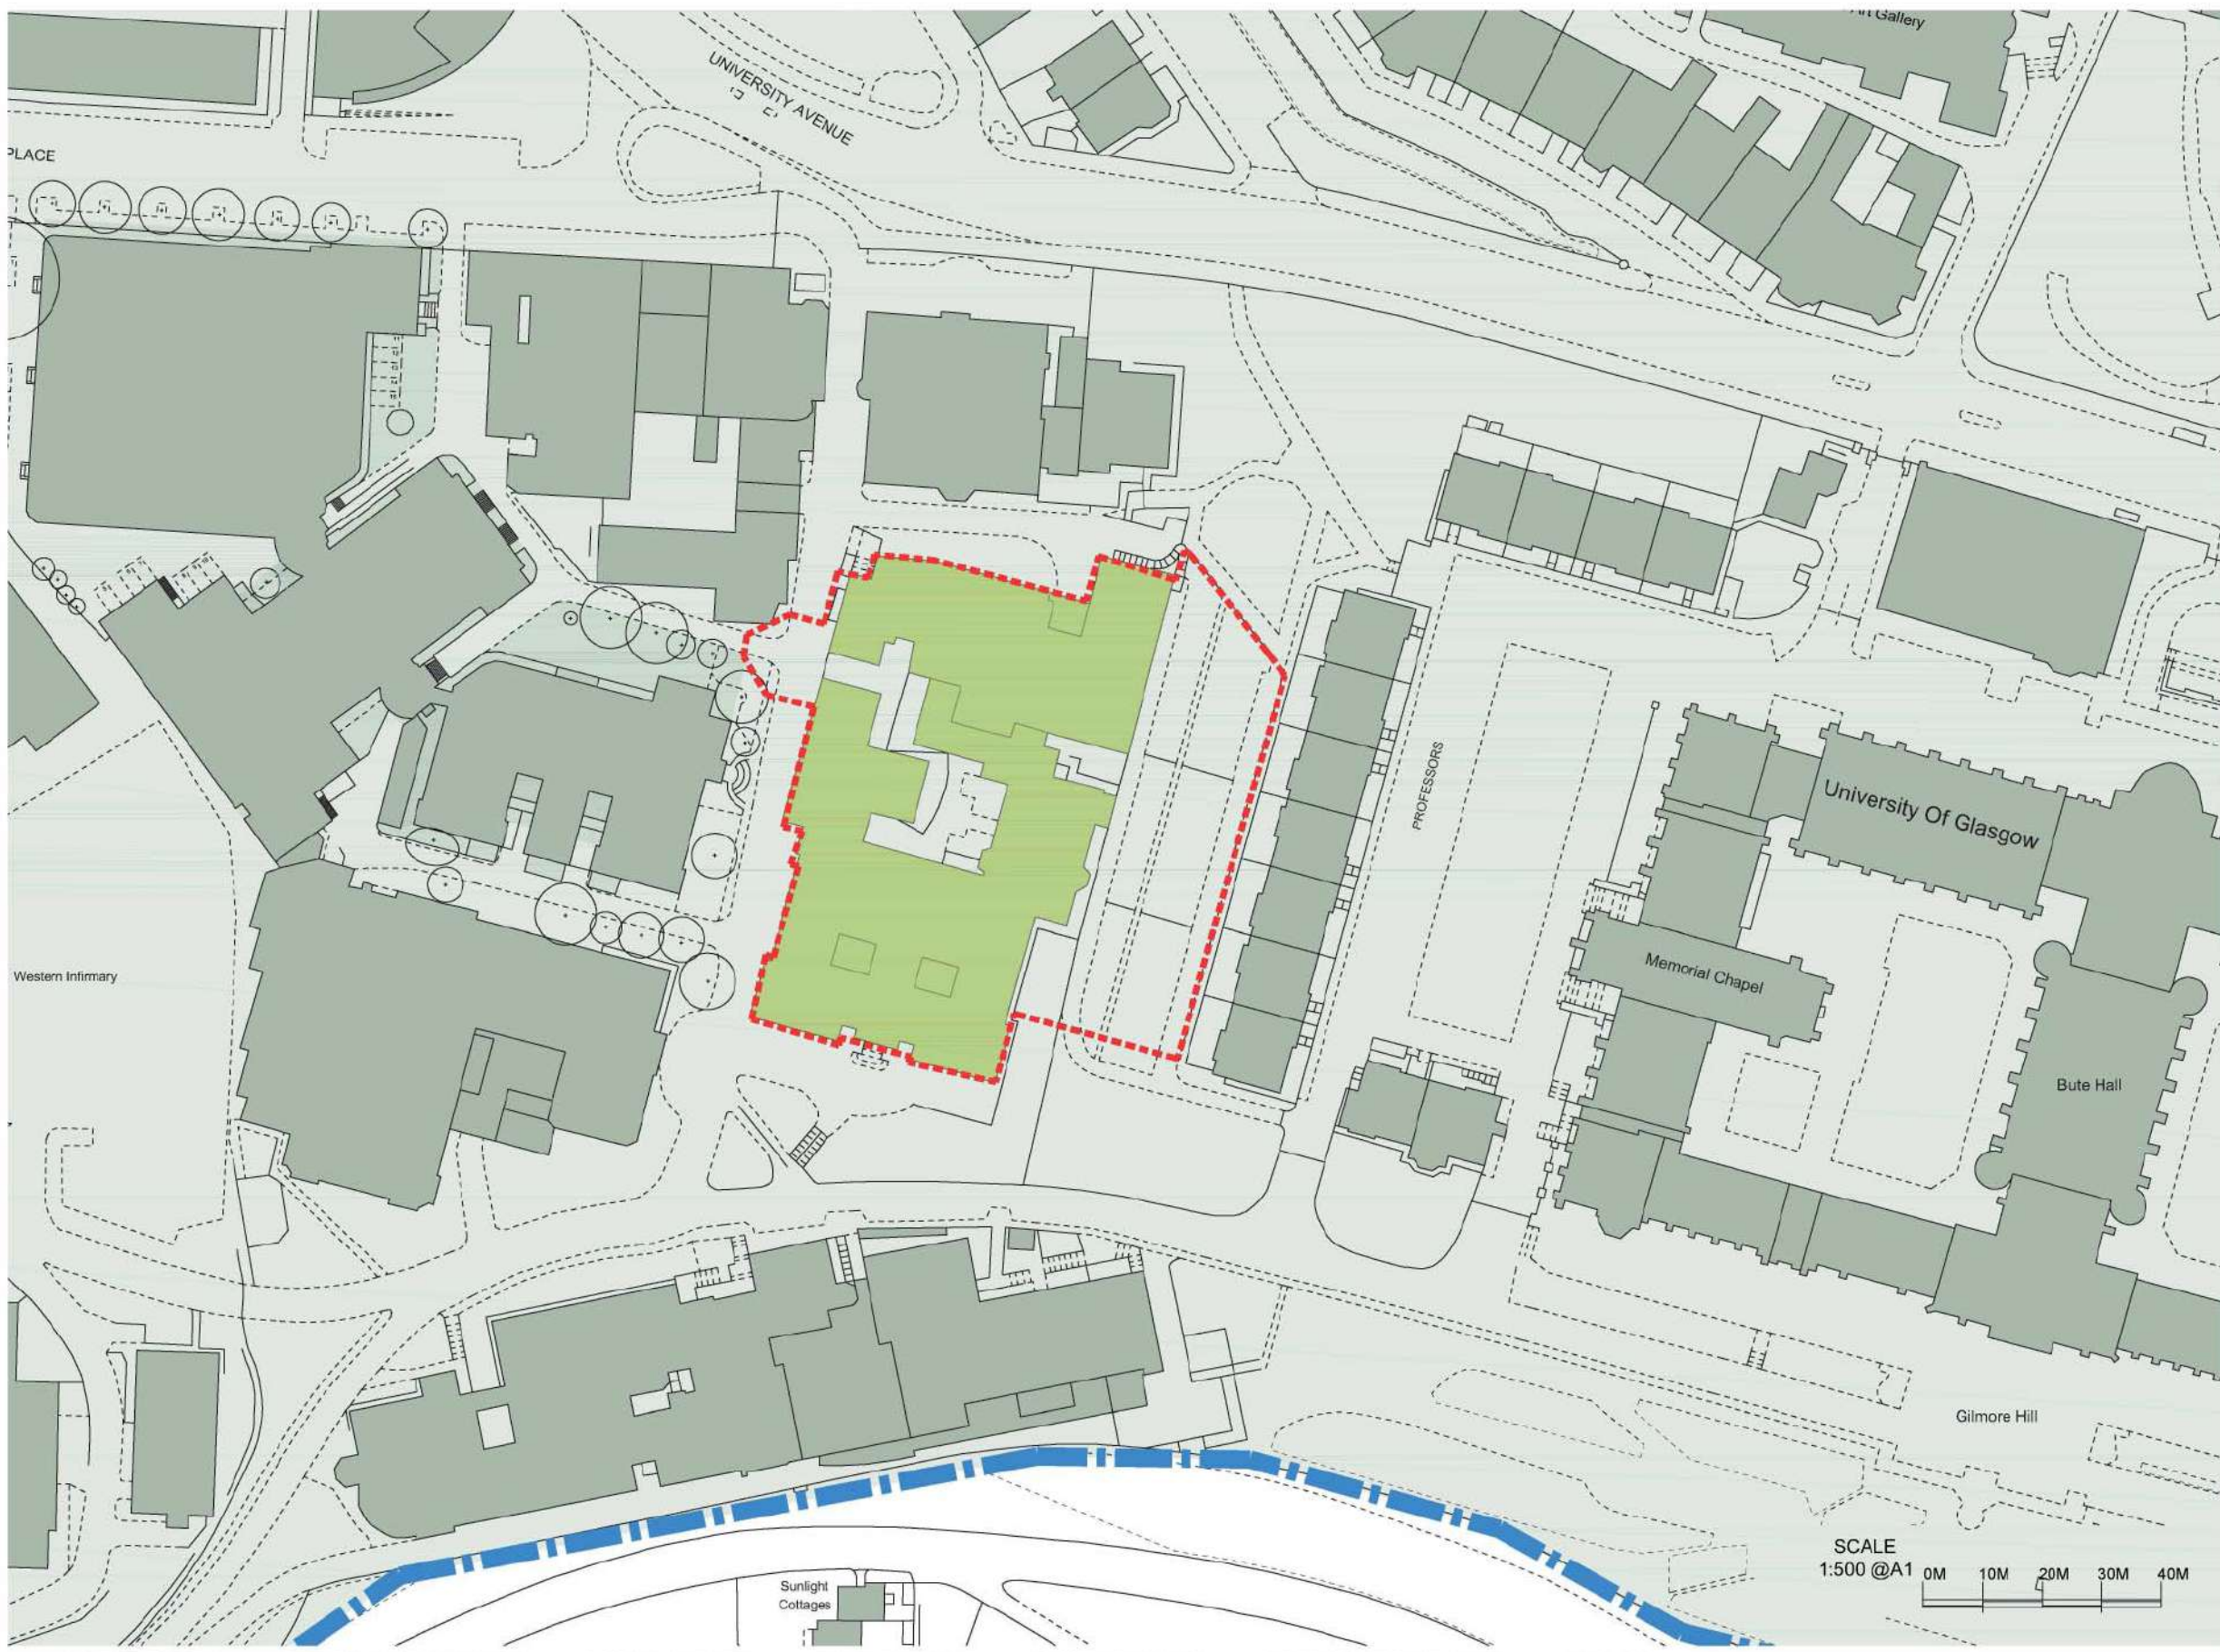 Art Gallery
UNIVERSITY AVENUE
PLACE
PROFESSORS
University Of Glasgow
Memorial Chapel
Western Infirmary
Bute Hall
Gilmore Hill
SCALE
1:500 @A1
0M 10M 20M 30M 40M
Sunlight
Cottages